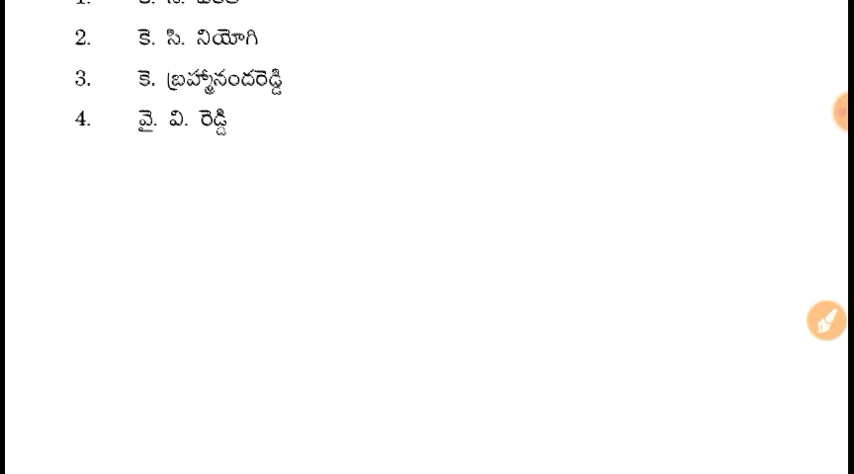 2. కె. సి. నియోగి
3. కె. బ్రహ్మానందరెడ్డి
4. వై. వి. రెడ్డి